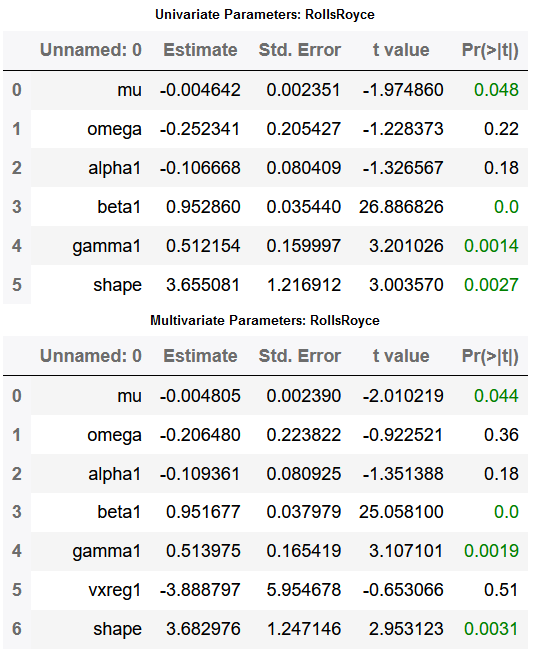 Univariate Parameters: RollsRoyce
Unnamed: 0 Estimate Std. Error t value Pr(>|t|)
0 mu -0.004642 0.002351 -1.974860 0.048
1 omega -0.252341 0.205427 -1.228373 0.22
2 alpha1 -0.106668 0.080409 -1.326567 0.18
3 beta1 0.952860 0.035440 26.886826 0.0
4 gamma1 0.512154 0.159997 3.201026 0.0014
5 shape 3.655081 1.216912 3.003570 0.0027
Multivariate Parameters: RollsRoyce
Unnamed: 0 Estimate Std. Error t value Pr(>|t|)
0 mu -0.004805 0.002390 -2.010219 0.044
1 omega -0.206480 0.223822 -0.922521 0.36
2 alpha1 -0.109361 0.080925 -1.351388 0.18
3 beta1 0.951677 0.037979 25.058100 0.0
4 gamma1 0.513975 0.165419 3.107101 0.0019
5 vxreg1 -3.888797 5.954678 -0.653066 0.51
6 shape 3.682976 1.247146 2.953123 0.0031